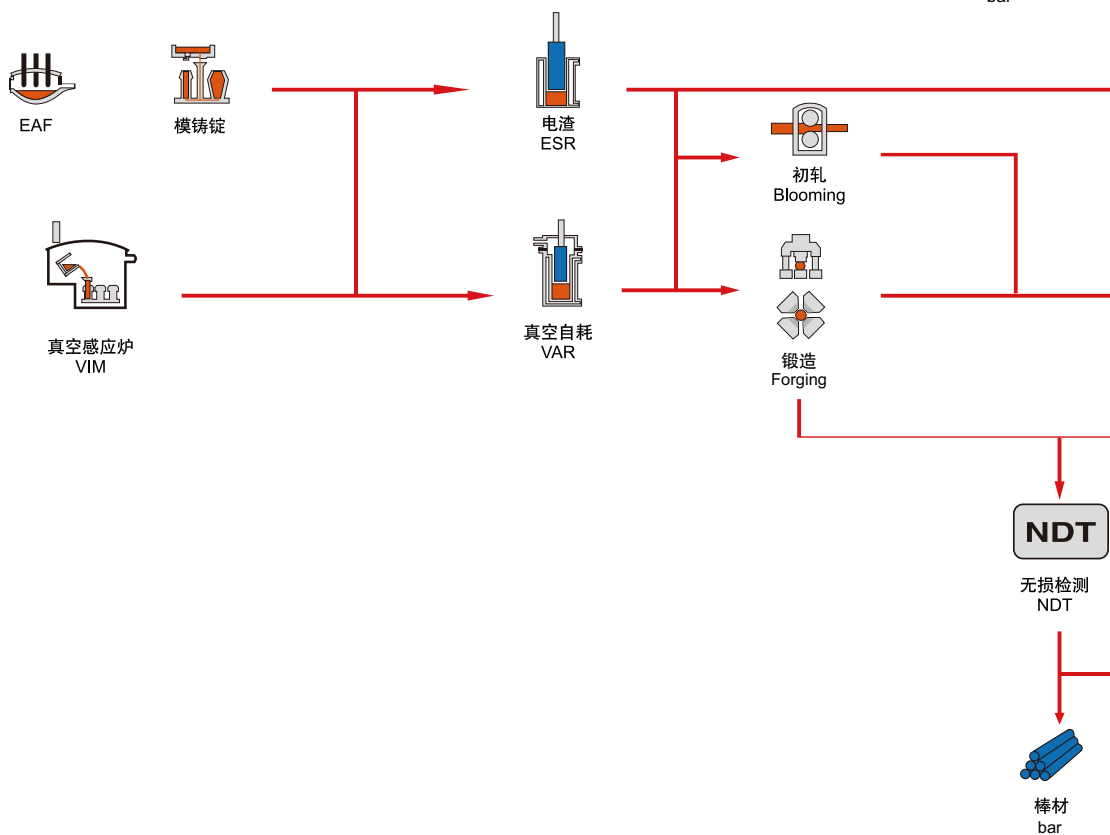 bar
EAF
模铸锭
电渣
ESR
初轧
Blooming
真空感应炉
VIM
真空自耗
VAR
锻造
Forging
NDT
无损检测
NDT
棒材
bar